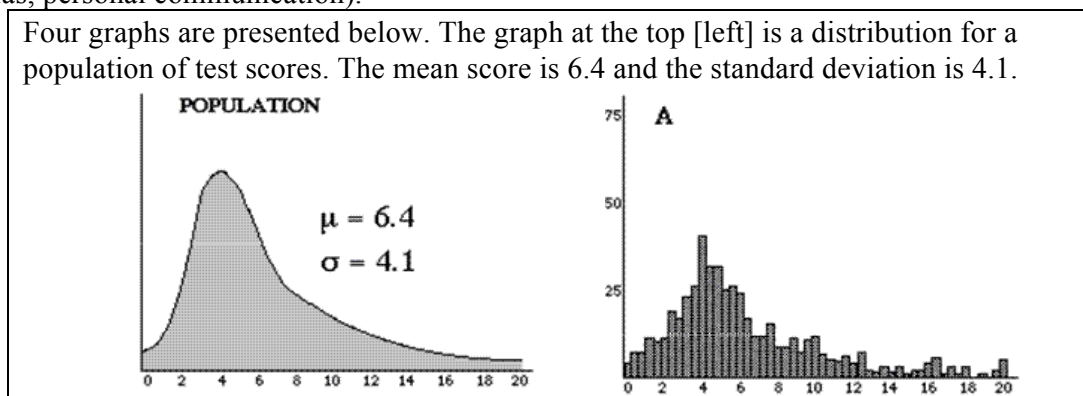 as, personal communication).
Four graphs are presented below. The graph at the top [left] is a distribution for a
population of test scores. The mean score is 6.4 and the standard deviation is 4.1.
POPULATION
μ = 6.4
σ = 4.1
0 2 4 6 8 10 12 14 16 18 20
A
75
50
25
0 2 4 6 8 10 12 14 16 18 20